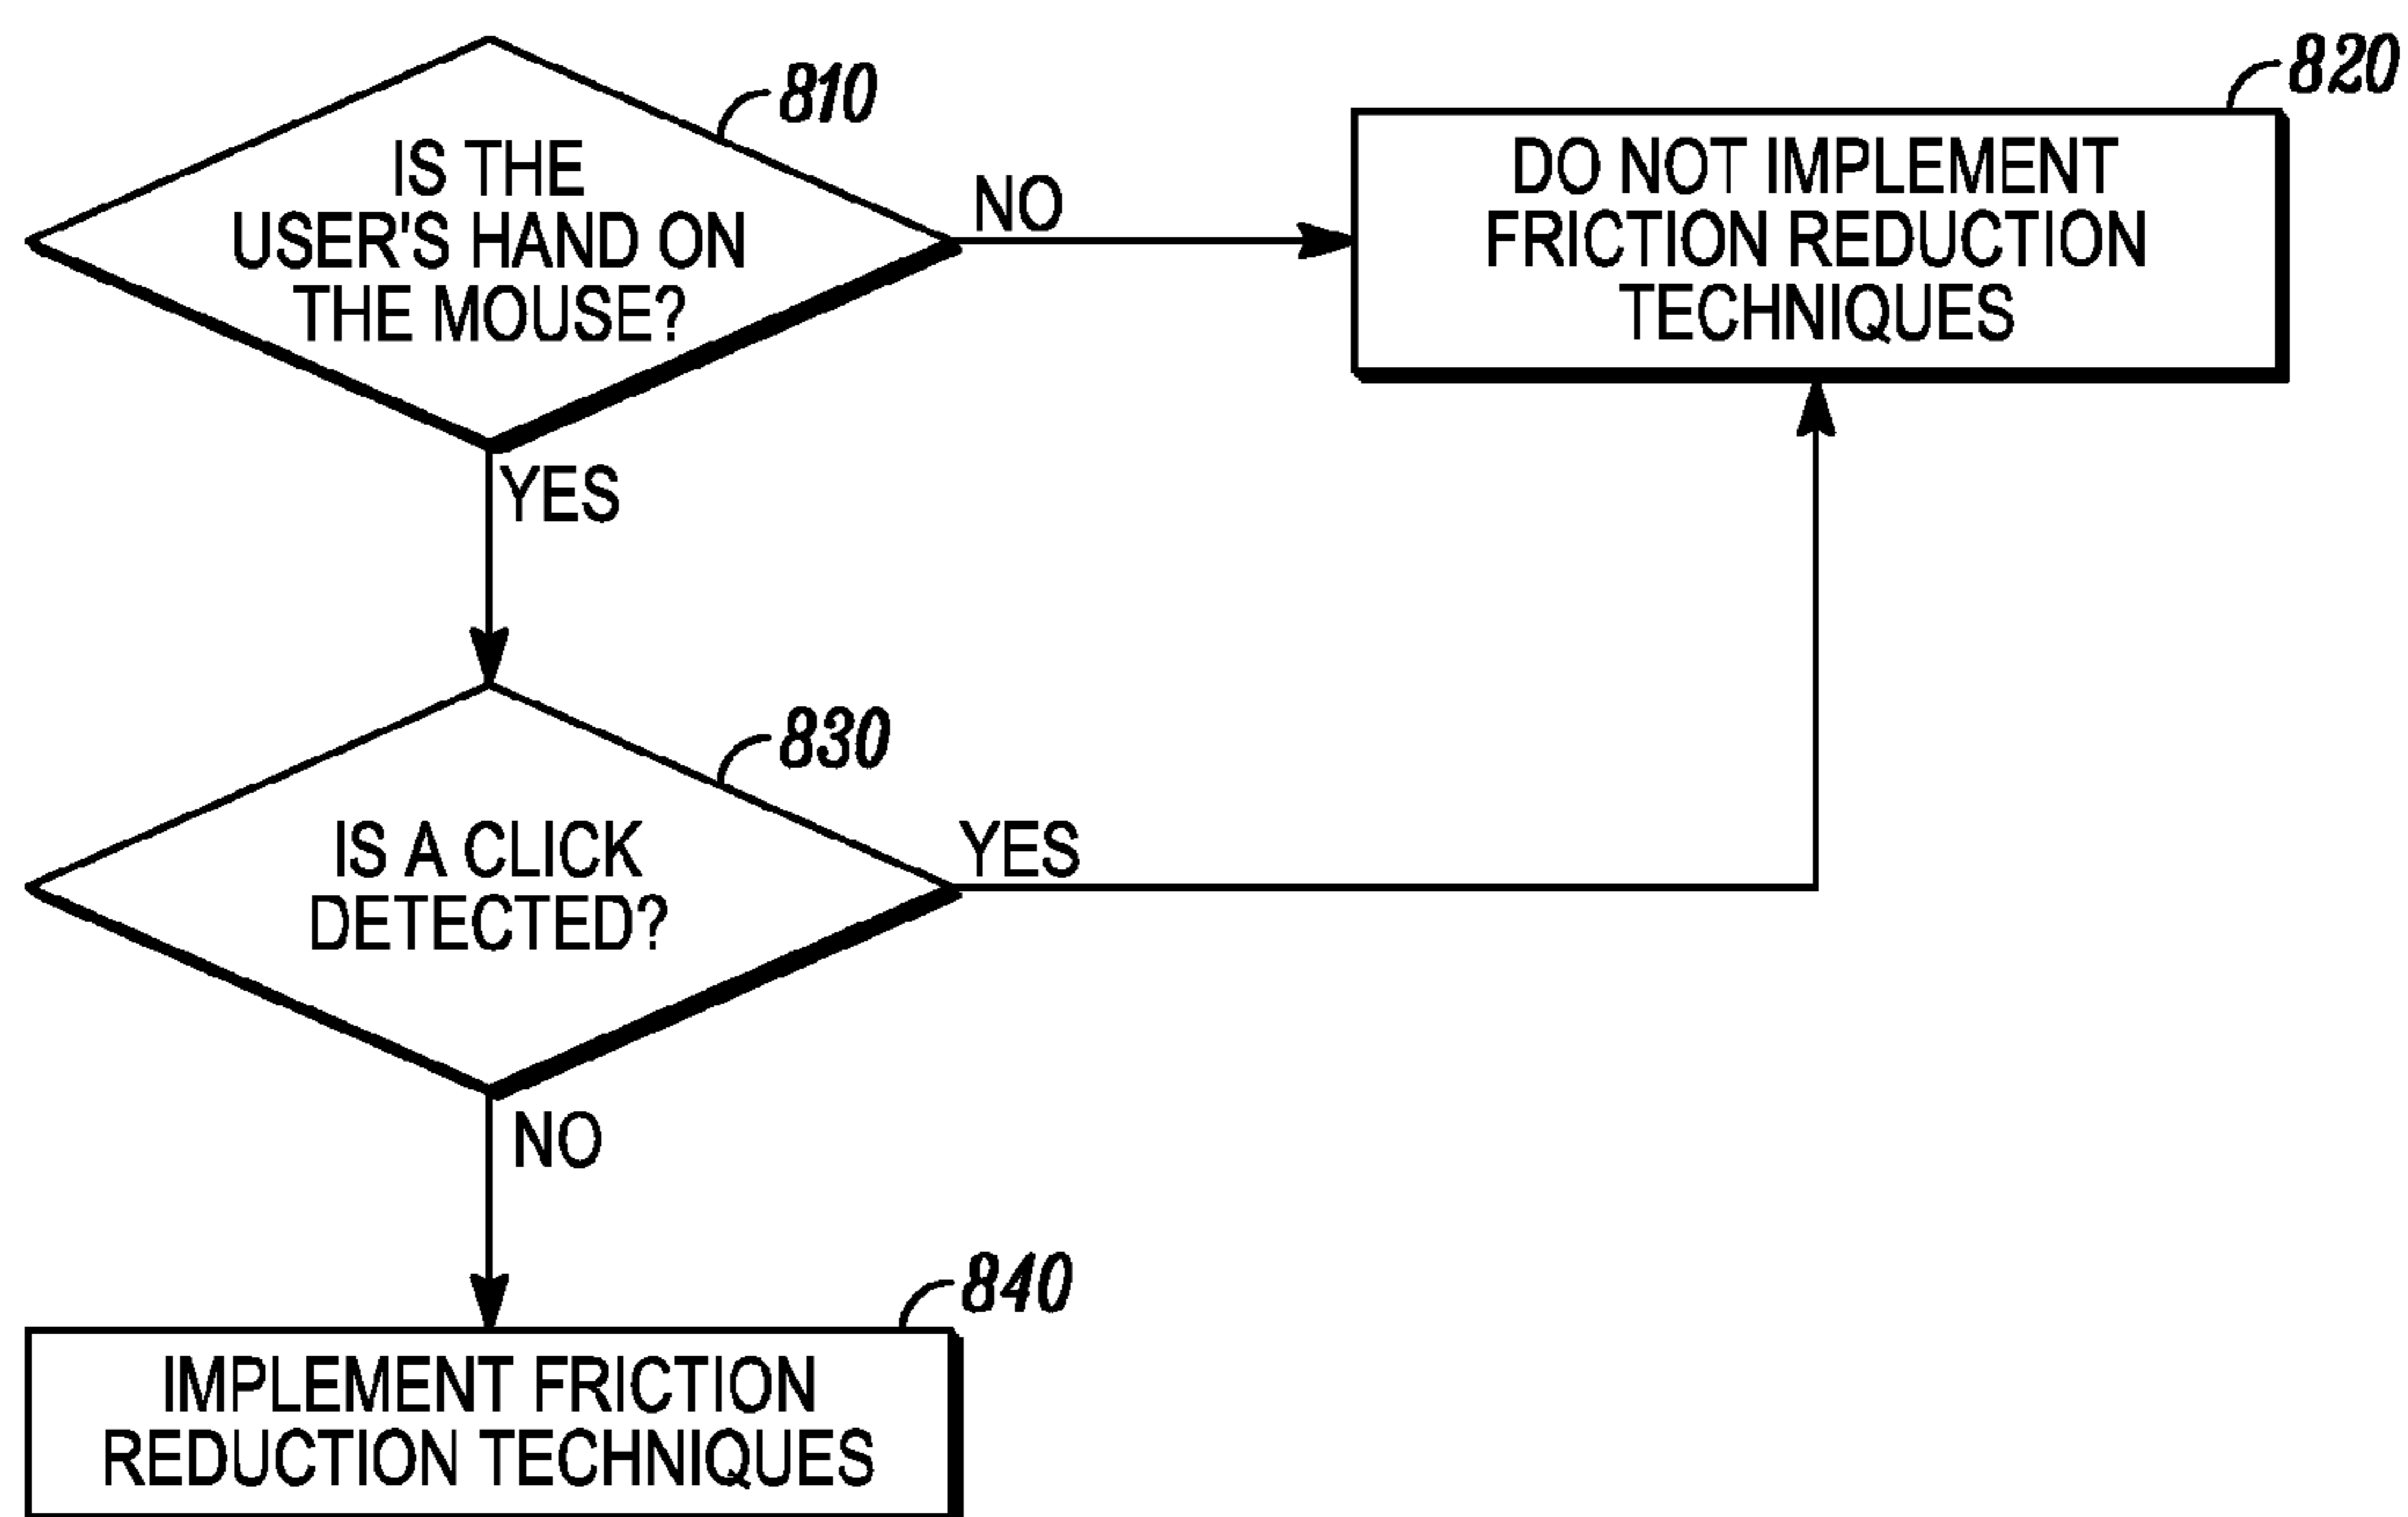 810
IS THE
USER'S HAND ON
THE MOUSE?
NO
820
DO NOT IMPLEMENT
FRICTION REDUCTION
TECHNIQUES
YES
830
IS A CLICK
DETECTED?
YES
NO
840
IMPLEMENT FRICTION
REDUCTION TECHNIQUES